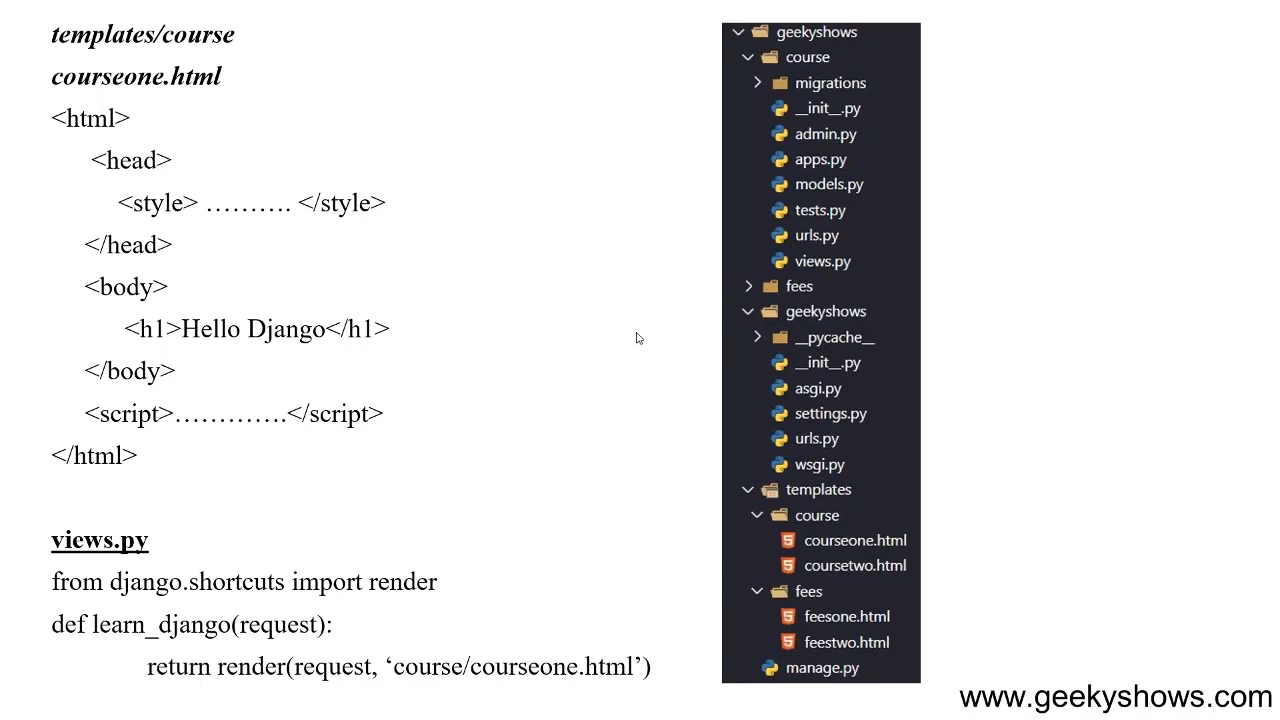 templates/course
courseone.html
<html>
<head>
<style> ………. </style>
</head>
<body>
<h1>Hello Django</h1>
</body>
<script>………….</script>
</html>
views.py
from django.shortcuts import render
def learn_django(request):
return render(request, ‘course/courseone.html’)
geekyshows
course
migrations
__init__.py
admin.py
apps.py
models.py
tests.py
urls.py
views.py
fees
geekyshows
__pycache__
__init__.py
asgi.py
settings.py
urls.py
wsgi.py
templates
course
courseone.html
coursetwo.html
fees
feesone.html
feestwo.html
manage.py
www.geekyshows.com